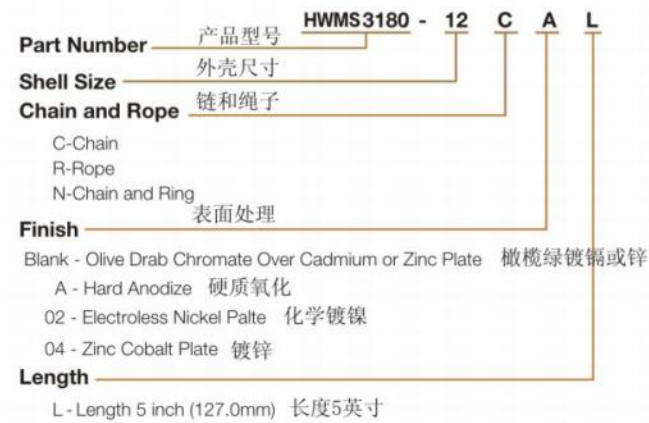 HWMS3180 - 12 C A L
Part Number 产品型号
Shell Size 外壳尺寸
Chain and Rope 链和绳子
C-Chain
R-Rope
N-Chain and Ring
Finish 表面处理
Blank - Olive Drab Chromate Over Cadmium or Zinc Plate 橄榄绿镀镉或锌
A - Hard Anodize 硬质氧化
02 - Electroless Nickel Palte 化学镀镍
04 - Zinc Cobalt Plate 镀锌
Length
L - Length 5 inch (127.0mm) 长度5英寸